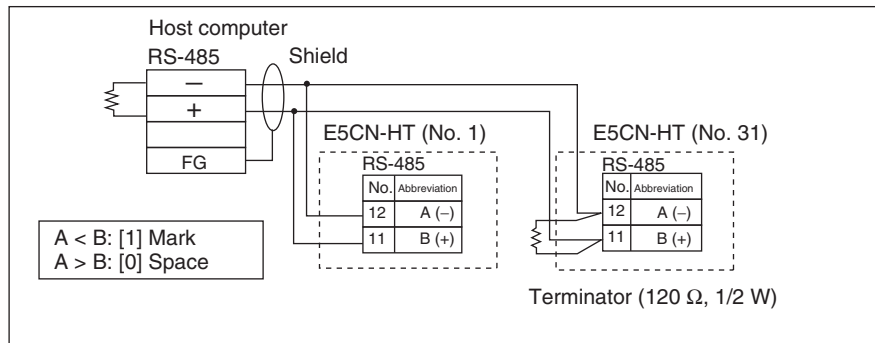 Host computer
RS-485
Shield
−
+
FG
E5CN-HT (No. 1)
RS-485
No. Abbreviation
12 A (−)
11 B (+)
E5CN-HT (No. 31)
RS-485
No. Abbreviation
12 A (−)
11 B (+)
A < B: [1] Mark
A > B: [0] Space
Terminator (120 Ω, 1/2 W)